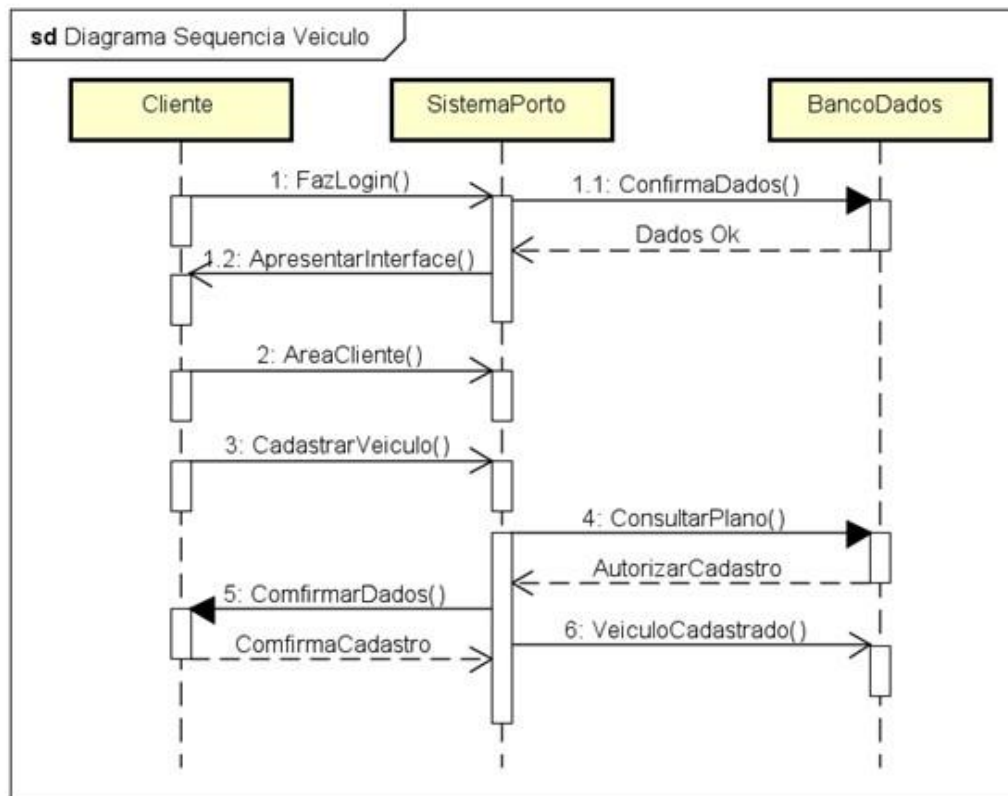 sd Diagrama Sequencia Veiculo
Cliente
SistemaPorto
BancoDados
1: FazLogin()
1.1: ConfirmaDados()
Dados Ok
1.2: ApresentarInterface()
2: AreaCliente()
3: CadastrarVeiculo()
4: ConsultarPlano()
AutorizarCadastro
5: ComfirmarDados()
ComfirmaCadastro
6: VeiculoCadastrado()